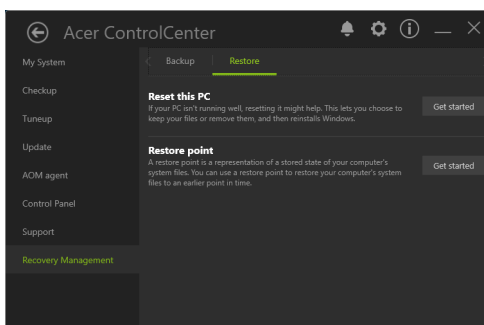 Acer ControlCenter
My System
Checkup
Tuneup
Update
AOM agent
Control Panel
Support
Recovery Management
Backup
Restore
Reset this PC
If your PC isn't running well, resetting it might help. This lets you choose to
keep your files or remove them, and then reinstalls Windows.
Get started
Restore point
A restore point is a representation of a stored state of your computer's
system files. You can use a restore point to restore your computer's system
files to an earlier point in time.
Get started